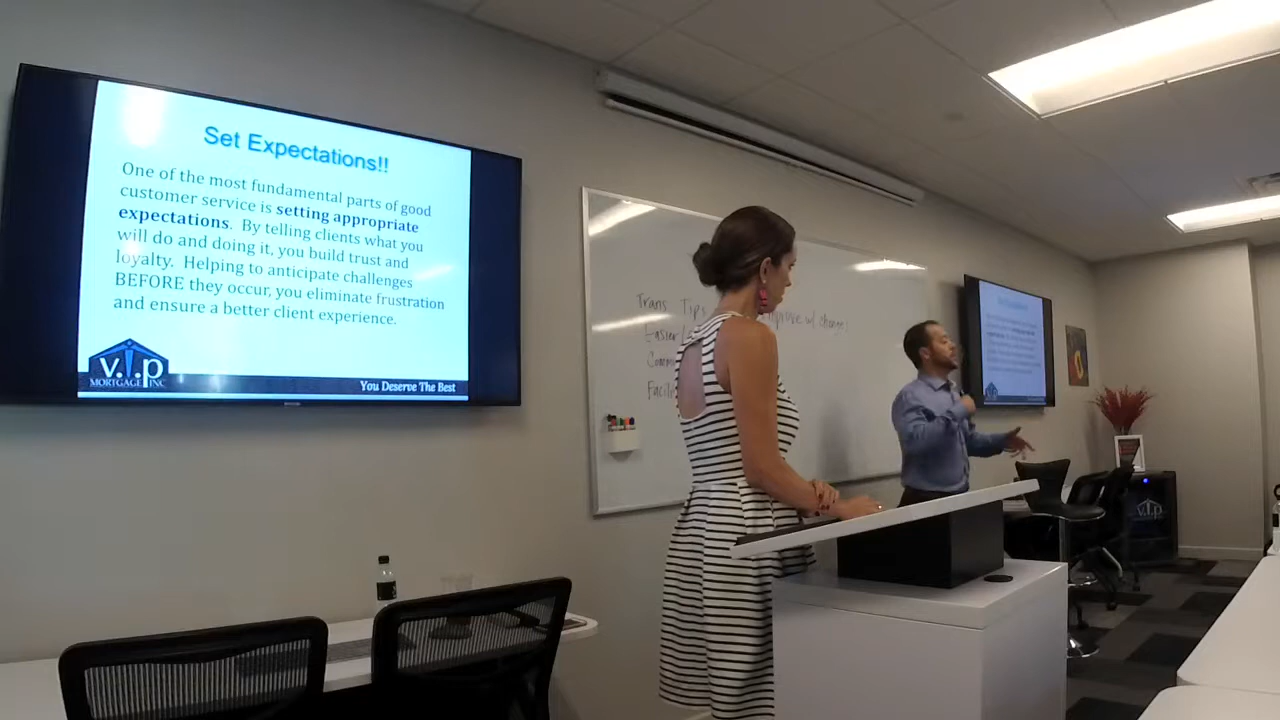 Set Expectations!!
One of the most fundamental parts of good
customer service is setting appropriate
expectations. By telling clients what you
will do and doing it, you build trust and
loyalty. Helping to anticipate challenges
BEFORE they occur, you eliminate frustration
and ensure a better client experience.
v.i.p
MORTGAGE INC
You Deserve The Best
Trans
Tips
w/
Easier
v.i.p